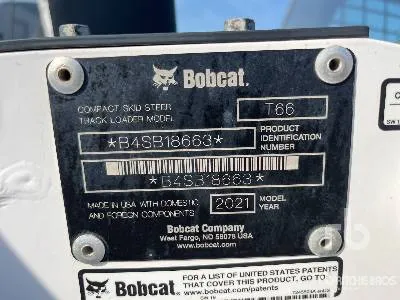 Bobcat.
COMPACT SKID STEER
TRACK LOADER MODEL
T66
*B4SB18663*
PRODUCT
IDENTIFICATION
NUMBER
*B4SB18663*
MADE IN USA WITH DOMESTIC
AND FOREIGN COMPONENTS
2021
MODEL
YEAR
Bobcat Company
West Fargo, ND 58078 USA
www.bobcat.com
Bobcat.
FOR A LIST OF UNITED STATES PATENTS
THAT COVER THIS PRODUCT, GO TO:
www.bobcat.com/patents